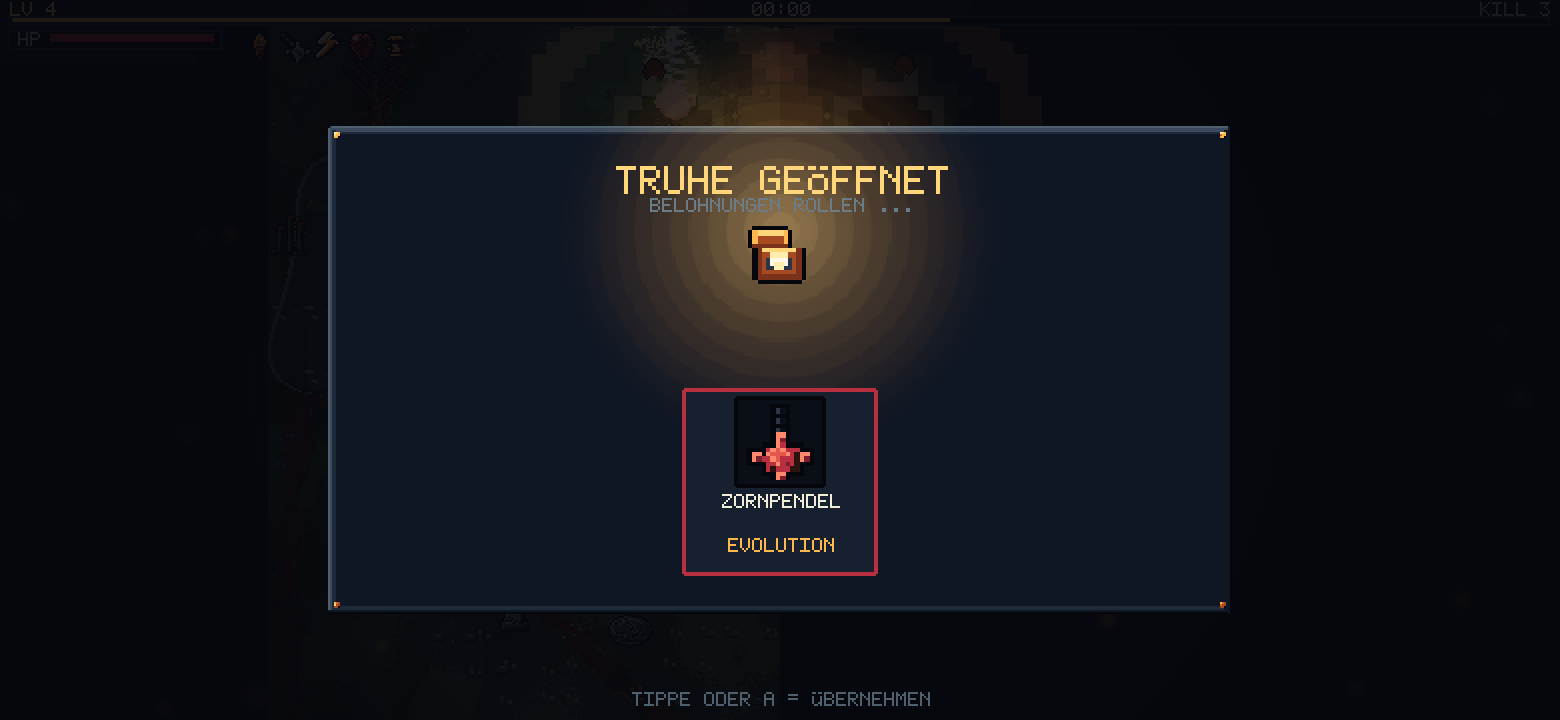 LV 4
00:00
KILL 3
HP
TRUHE GEöFFNET
BELOHNUNGEN ROLLEN ...
ZORNPENDEL
EVOLUTION
TIPPE ODER A = üBERNEHMEN